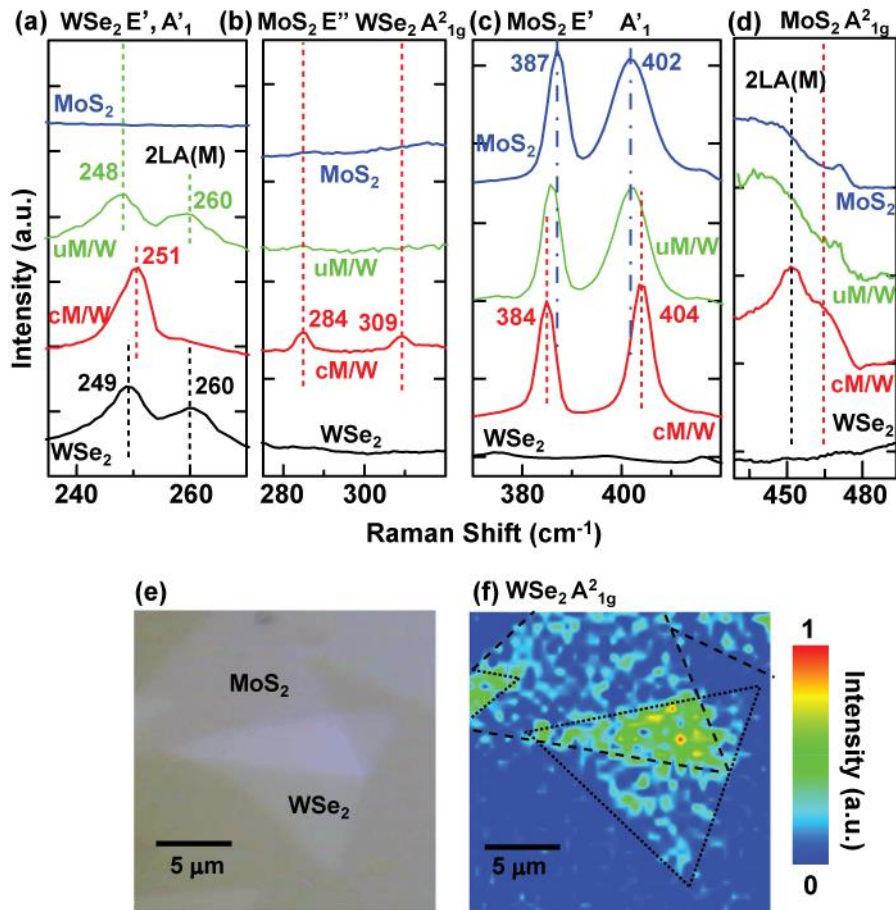 (a) WSe₂ E’, A’₁ (b) MoS₂ E” WSe₂ A²₁g (c) MoS₂ E’ A’₁ (d) MoS₂ A²₁g
Intensity (a.u.)
MoS₂
2LA(M)
248
260
uM/W
251
cM/W
249
260
WSe₂
240 260
MoS₂
uM/W
284 309
cM/W
WSe₂
280 300
387 402
MoS₂
uM/W
384 404
cM/W
WSe₂
380 400
2LA(M)
MoS₂
uM/W
cM/W
WSe₂
450 480
Raman Shift (cm⁻¹)
(e)
MoS₂
WSe₂
5 μm
(f) WSe₂ A²₁g
5 μm
1
Intensity (a.u.)
0